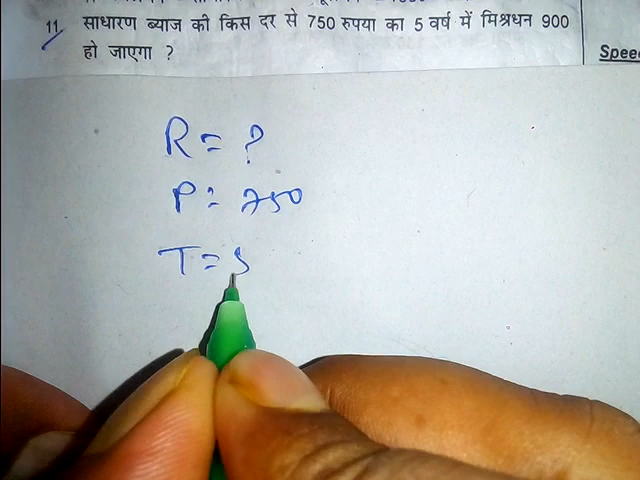 11. साधारण ब्याज की किस दर से 750 रुपया का 5 वर्ष में मिश्रधन 900
हो जाएगा ?
Spee
R = ?
P = 750
T = 5